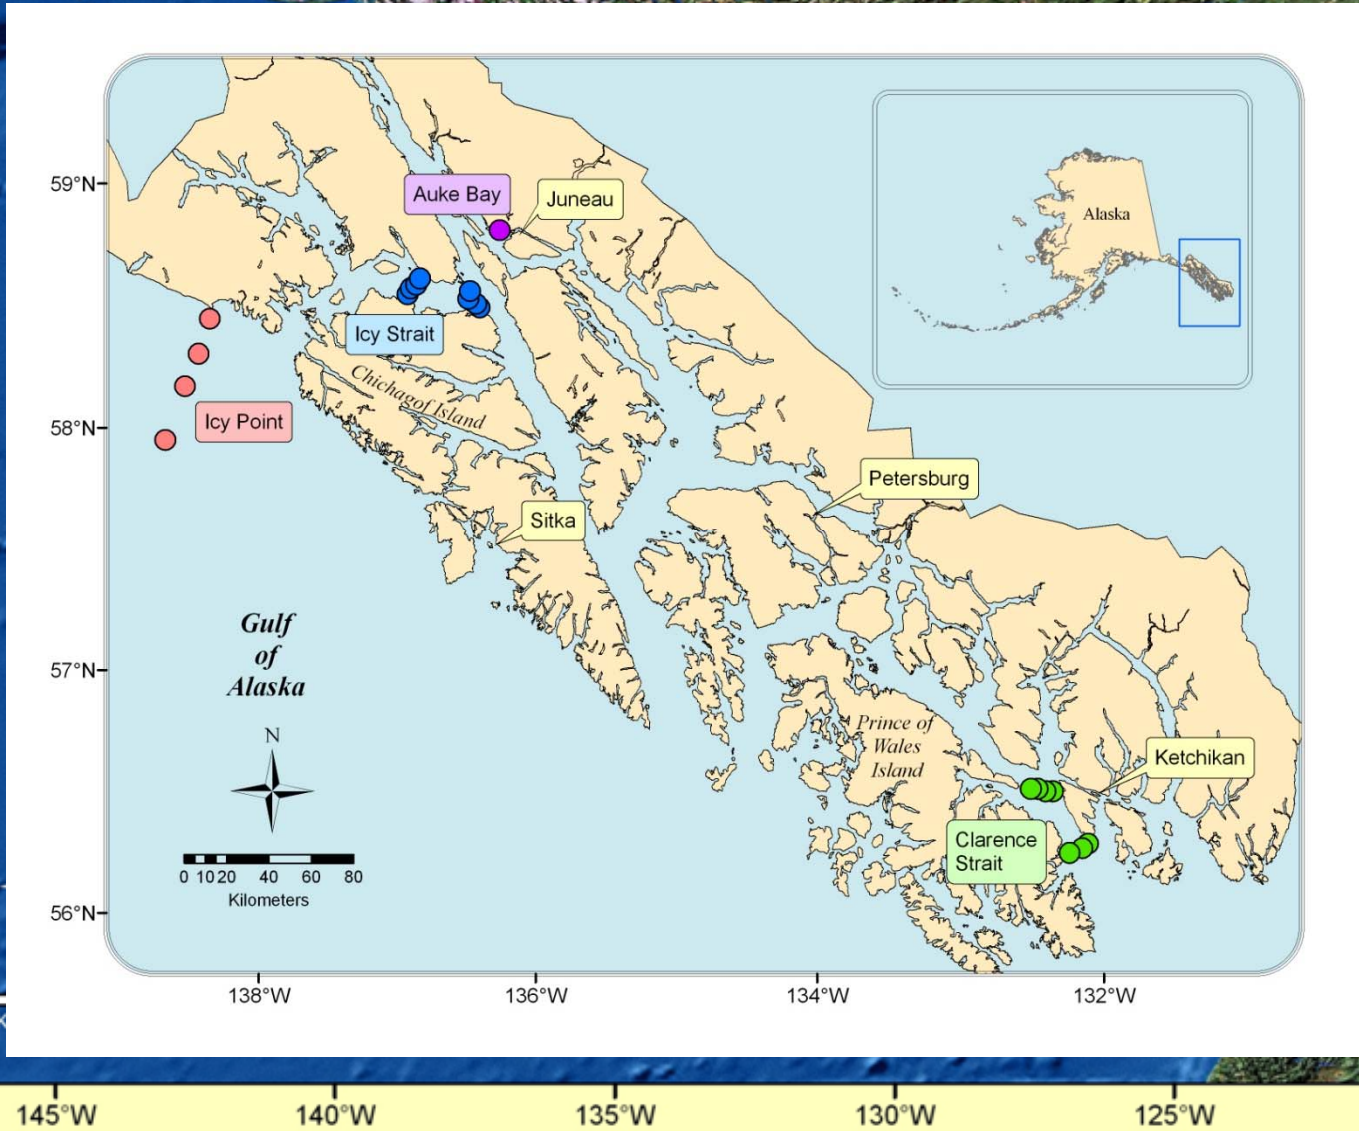 59°N
58°N
57°N
56°N
Auke Bay
Juneau
Alaska
Icy Strait
Chichagof Island
Icy Point
Petersburg
Sitka
Gulf
of
Alaska
N
Prince of
Wales
Island
Ketchikan
Clarence
Strait
0 10 20 40 60 80
Kilometers
138°W 136°W 134°W 132°W
145°W 140°W 135°W 130°W 125°W